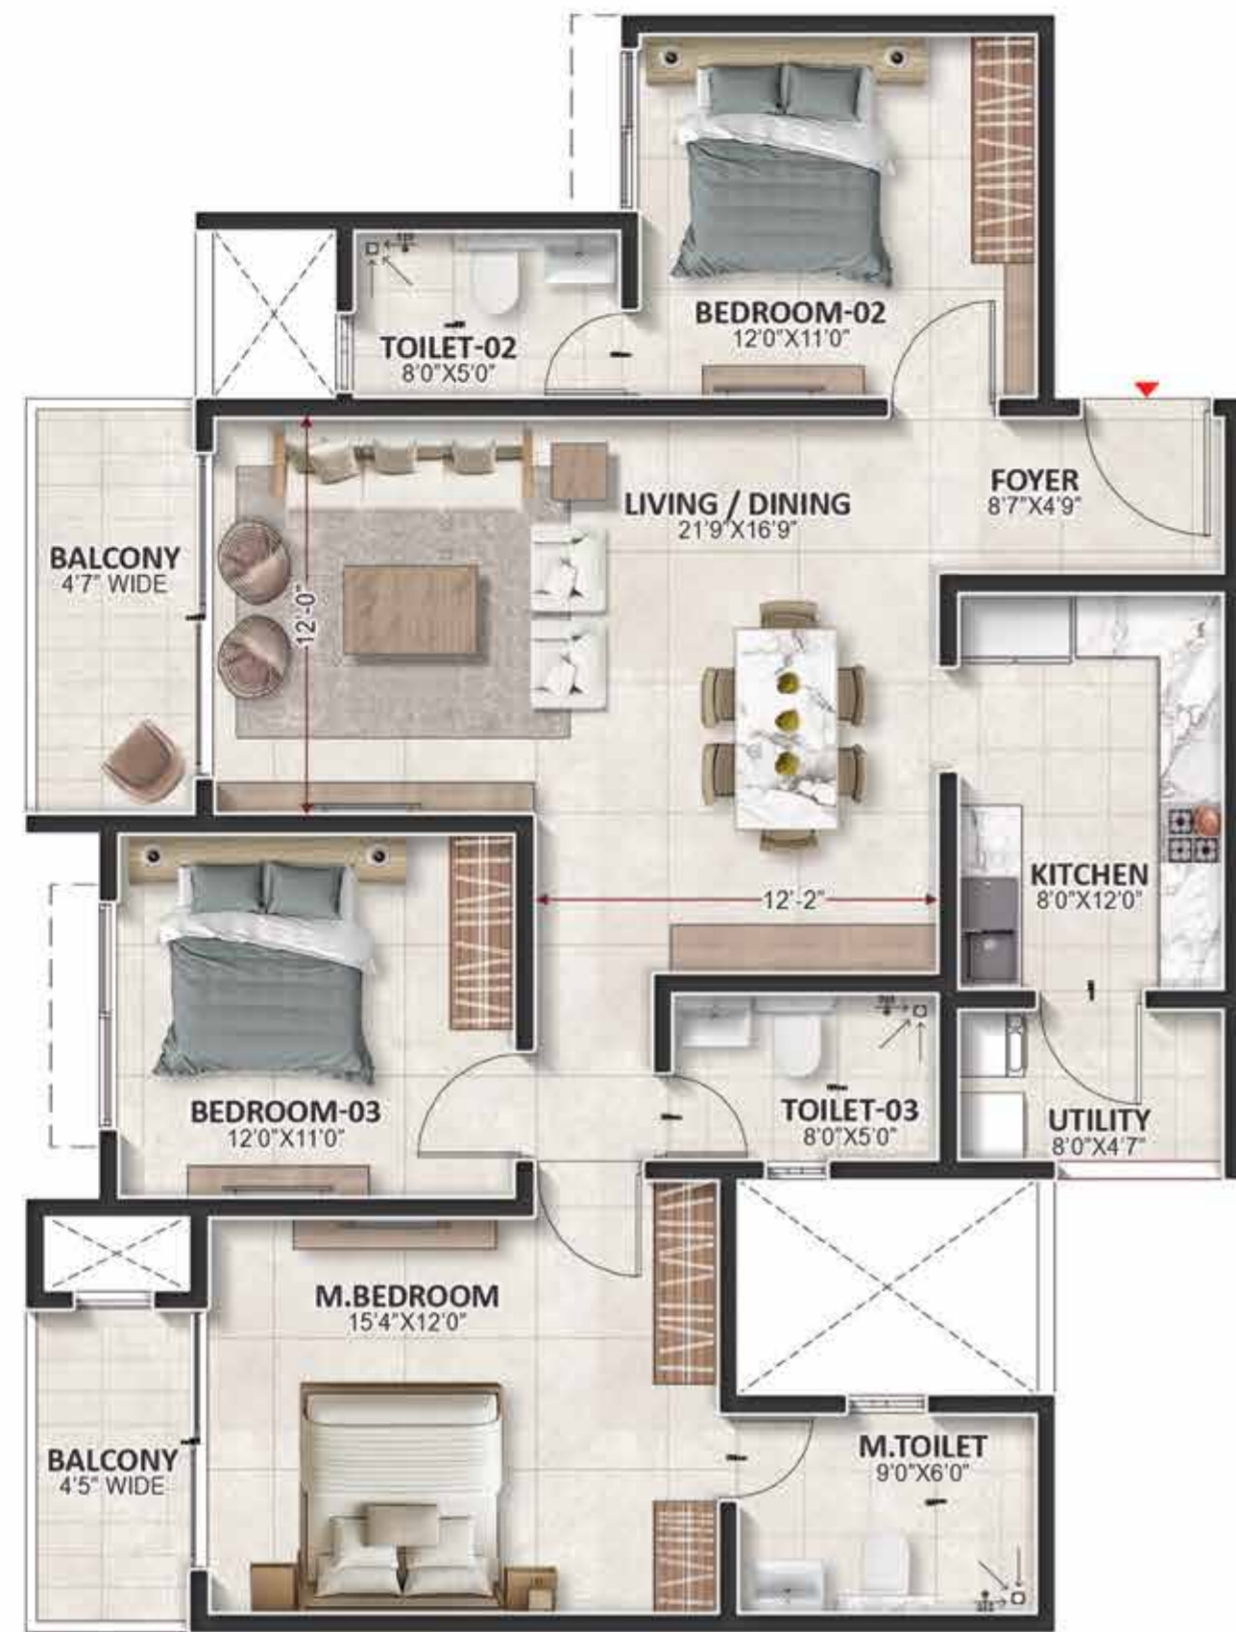 BEDROOM-02
12'0"X11'0"
TOILET-02
8'0"X5'0"
FOYER
8'7"X4'9"
LIVING / DINING
21'9"X16'9"
BALCONY
4'7" WIDE
12'-0"
KITCHEN
8'0"X12'0"
12'-2"
BEDROOM-03
12'0"X11'0"
TOILET-03
8'0"X5'0"
UTILITY
8'0"X4'7"
M.BEDROOM
15'4"X12'0"
BALCONY
4'5" WIDE
M.TOILET
9'0"X6'0"